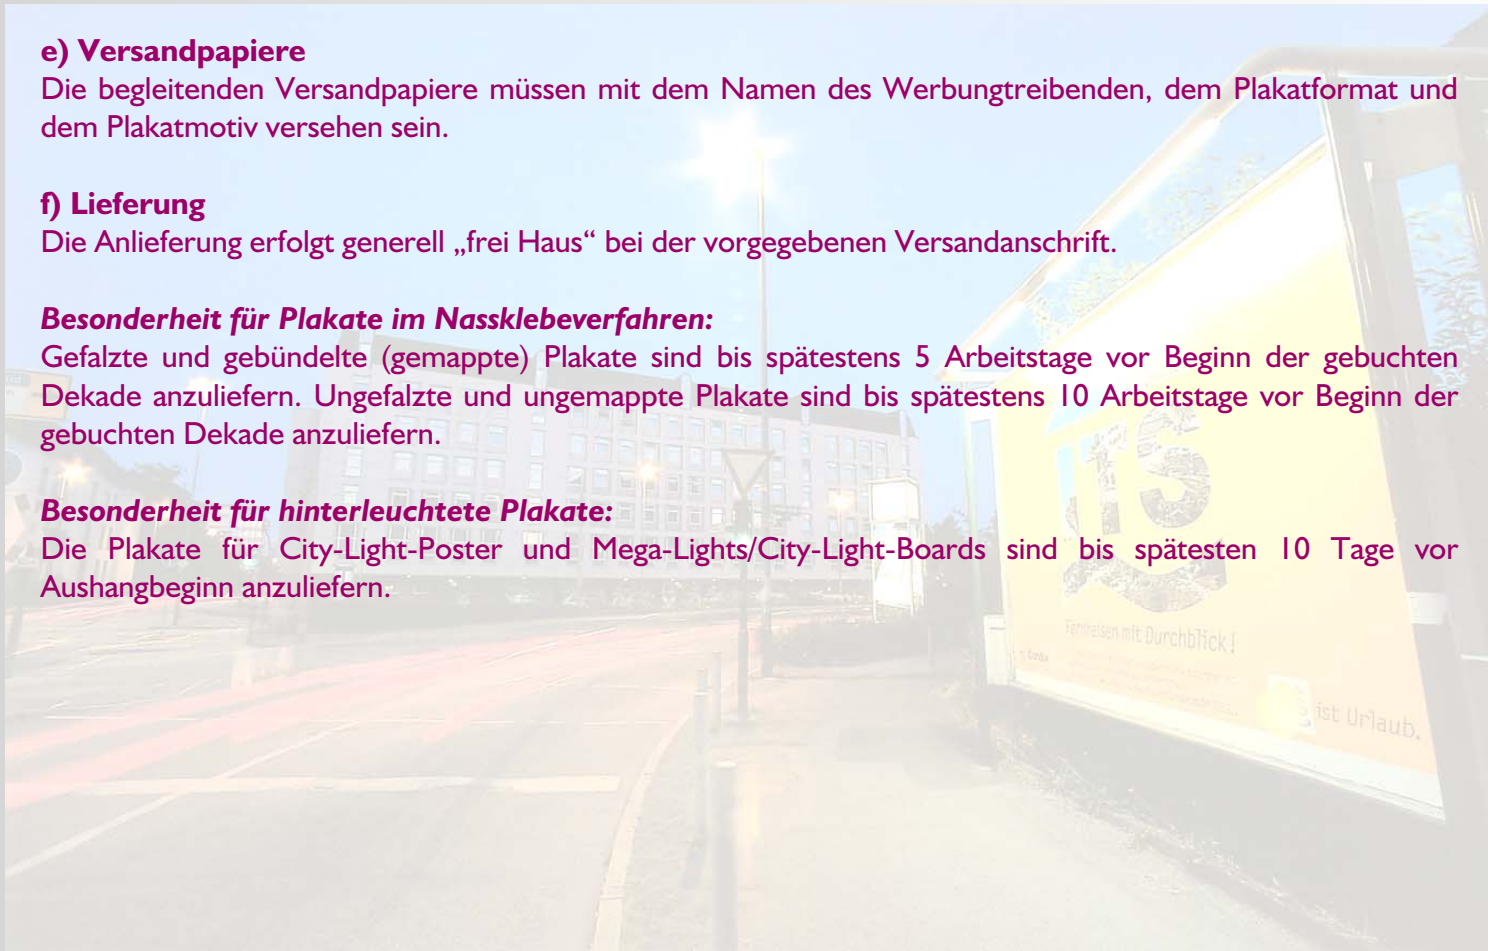 e) Versandpapiere
Die begleitenden Versandpapiere müssen mit dem Namen des Werbungtreibenden, dem Plakatformat und
dem Plakatmotiv versehen sein.
f) Lieferung
Die Anlieferung erfolgt generell „frei Haus“ bei der vorgegebenen Versandanschrift.
Besonderheit für Plakate im Nassklebeverfahren:
Gefalzte und gebündelte (gemappte) Plakate sind bis spätestens 5 Arbeitstage vor Beginn der gebuchten
Dekade anzuliefern. Ungefalzte und ungemappte Plakate sind bis spätestens 10 Arbeitstage vor Beginn der
gebuchten Dekade anzuliefern.
Besonderheit für hinterleuchtete Plakate:
Die Plakate für City-Light-Poster und Mega-Lights/City-Light-Boards sind bis spätesten 10 Tage vor
Aushangbeginn anzuliefern.
TS
Fernreisen mit Durchblick!
ist Urlaub.